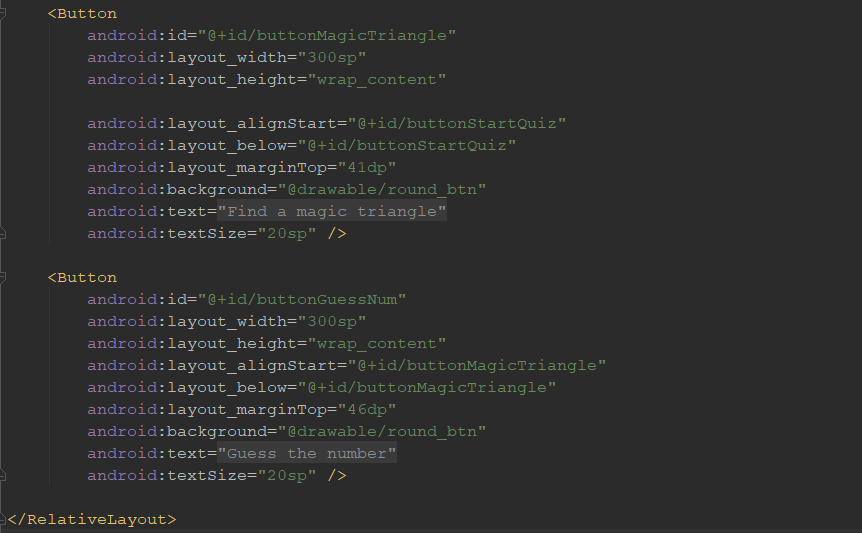 <Button
android:id="@+id/buttonMagicTriangle"
android:layout_width="300sp"
android:layout_height="wrap_content"
android:layout_alignStart="@+id/buttonStartQuiz"
android:layout_below="@+id/buttonStartQuiz"
android:layout_marginTop="41dp"
android:background="@drawable/round_btn"
android:text="Find a magic triangle"
android:textSize="20sp" />
<Button
android:id="@+id/buttonGuessNum"
android:layout_width="300sp"
android:layout_height="wrap_content"
android:layout_alignStart="@+id/buttonMagicTriangle"
android:layout_below="@+id/buttonMagicTriangle"
android:layout_marginTop="46dp"
android:background="@drawable/round_btn"
android:text="Guess the number"
android:textSize="20sp" />
</RelativeLayout>